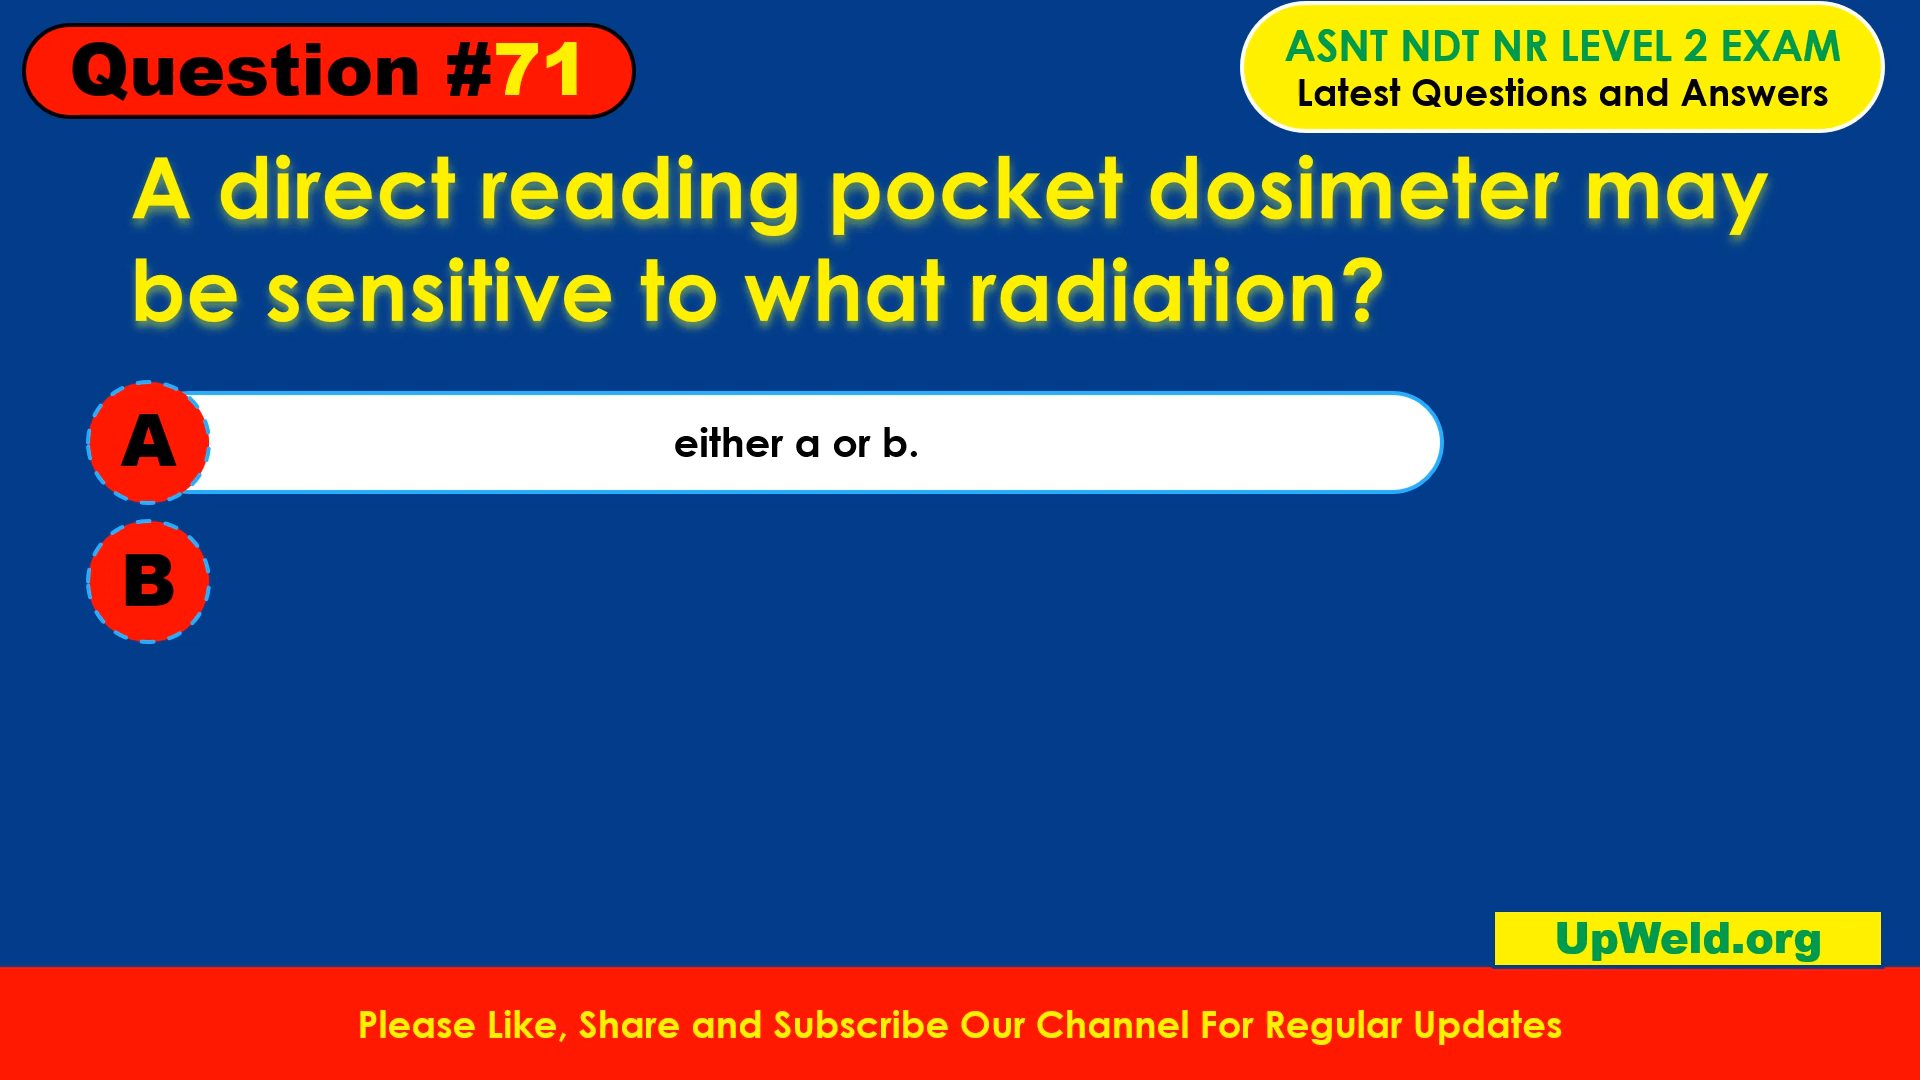 Question #71
ASNT NDT NR LEVEL 2 EXAM
Latest Questions and Answers
A direct reading pocket dosimeter may
be sensitive to what radiation?
A
either a or b.
B
UpWeld.org
Please Like, Share and Subscribe Our Channel For Regular Updates